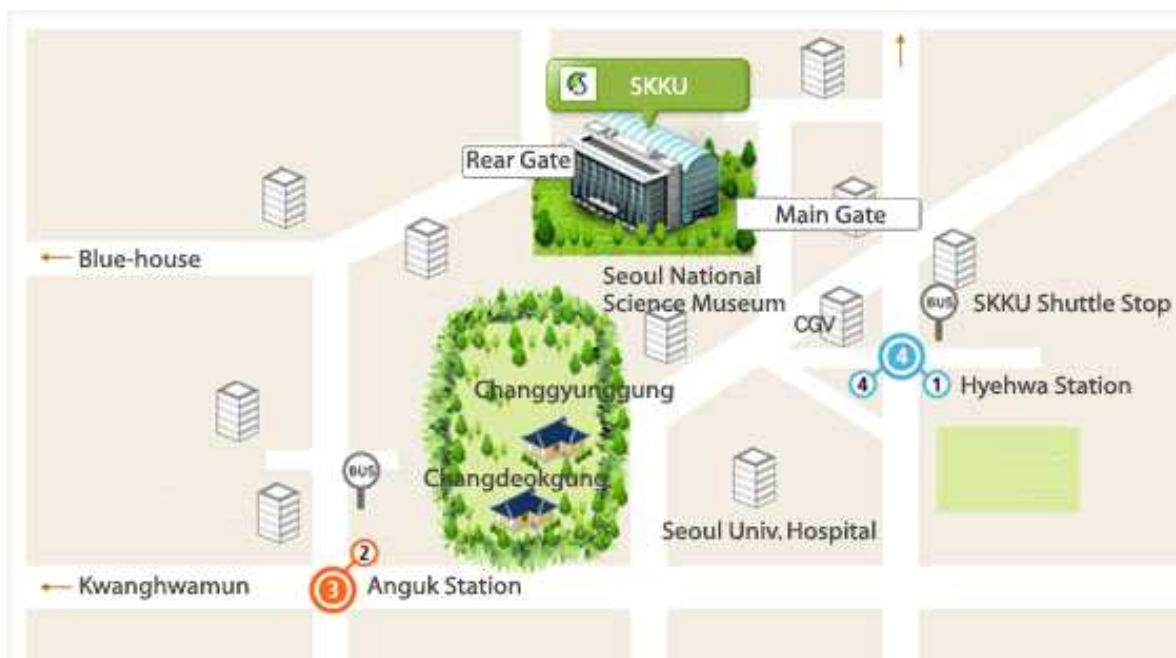 SKKU
Rear Gate
Main Gate
Blue-house
Seoul National
Science Museum
BUS
SKKU Shuttle Stop
CGV
4
4
1
Hyehwa Station
Changgyunggung
BUS
Changdeokgung
Seoul Univ. Hospital
2
Kwanghwamun
3
Anguk Station